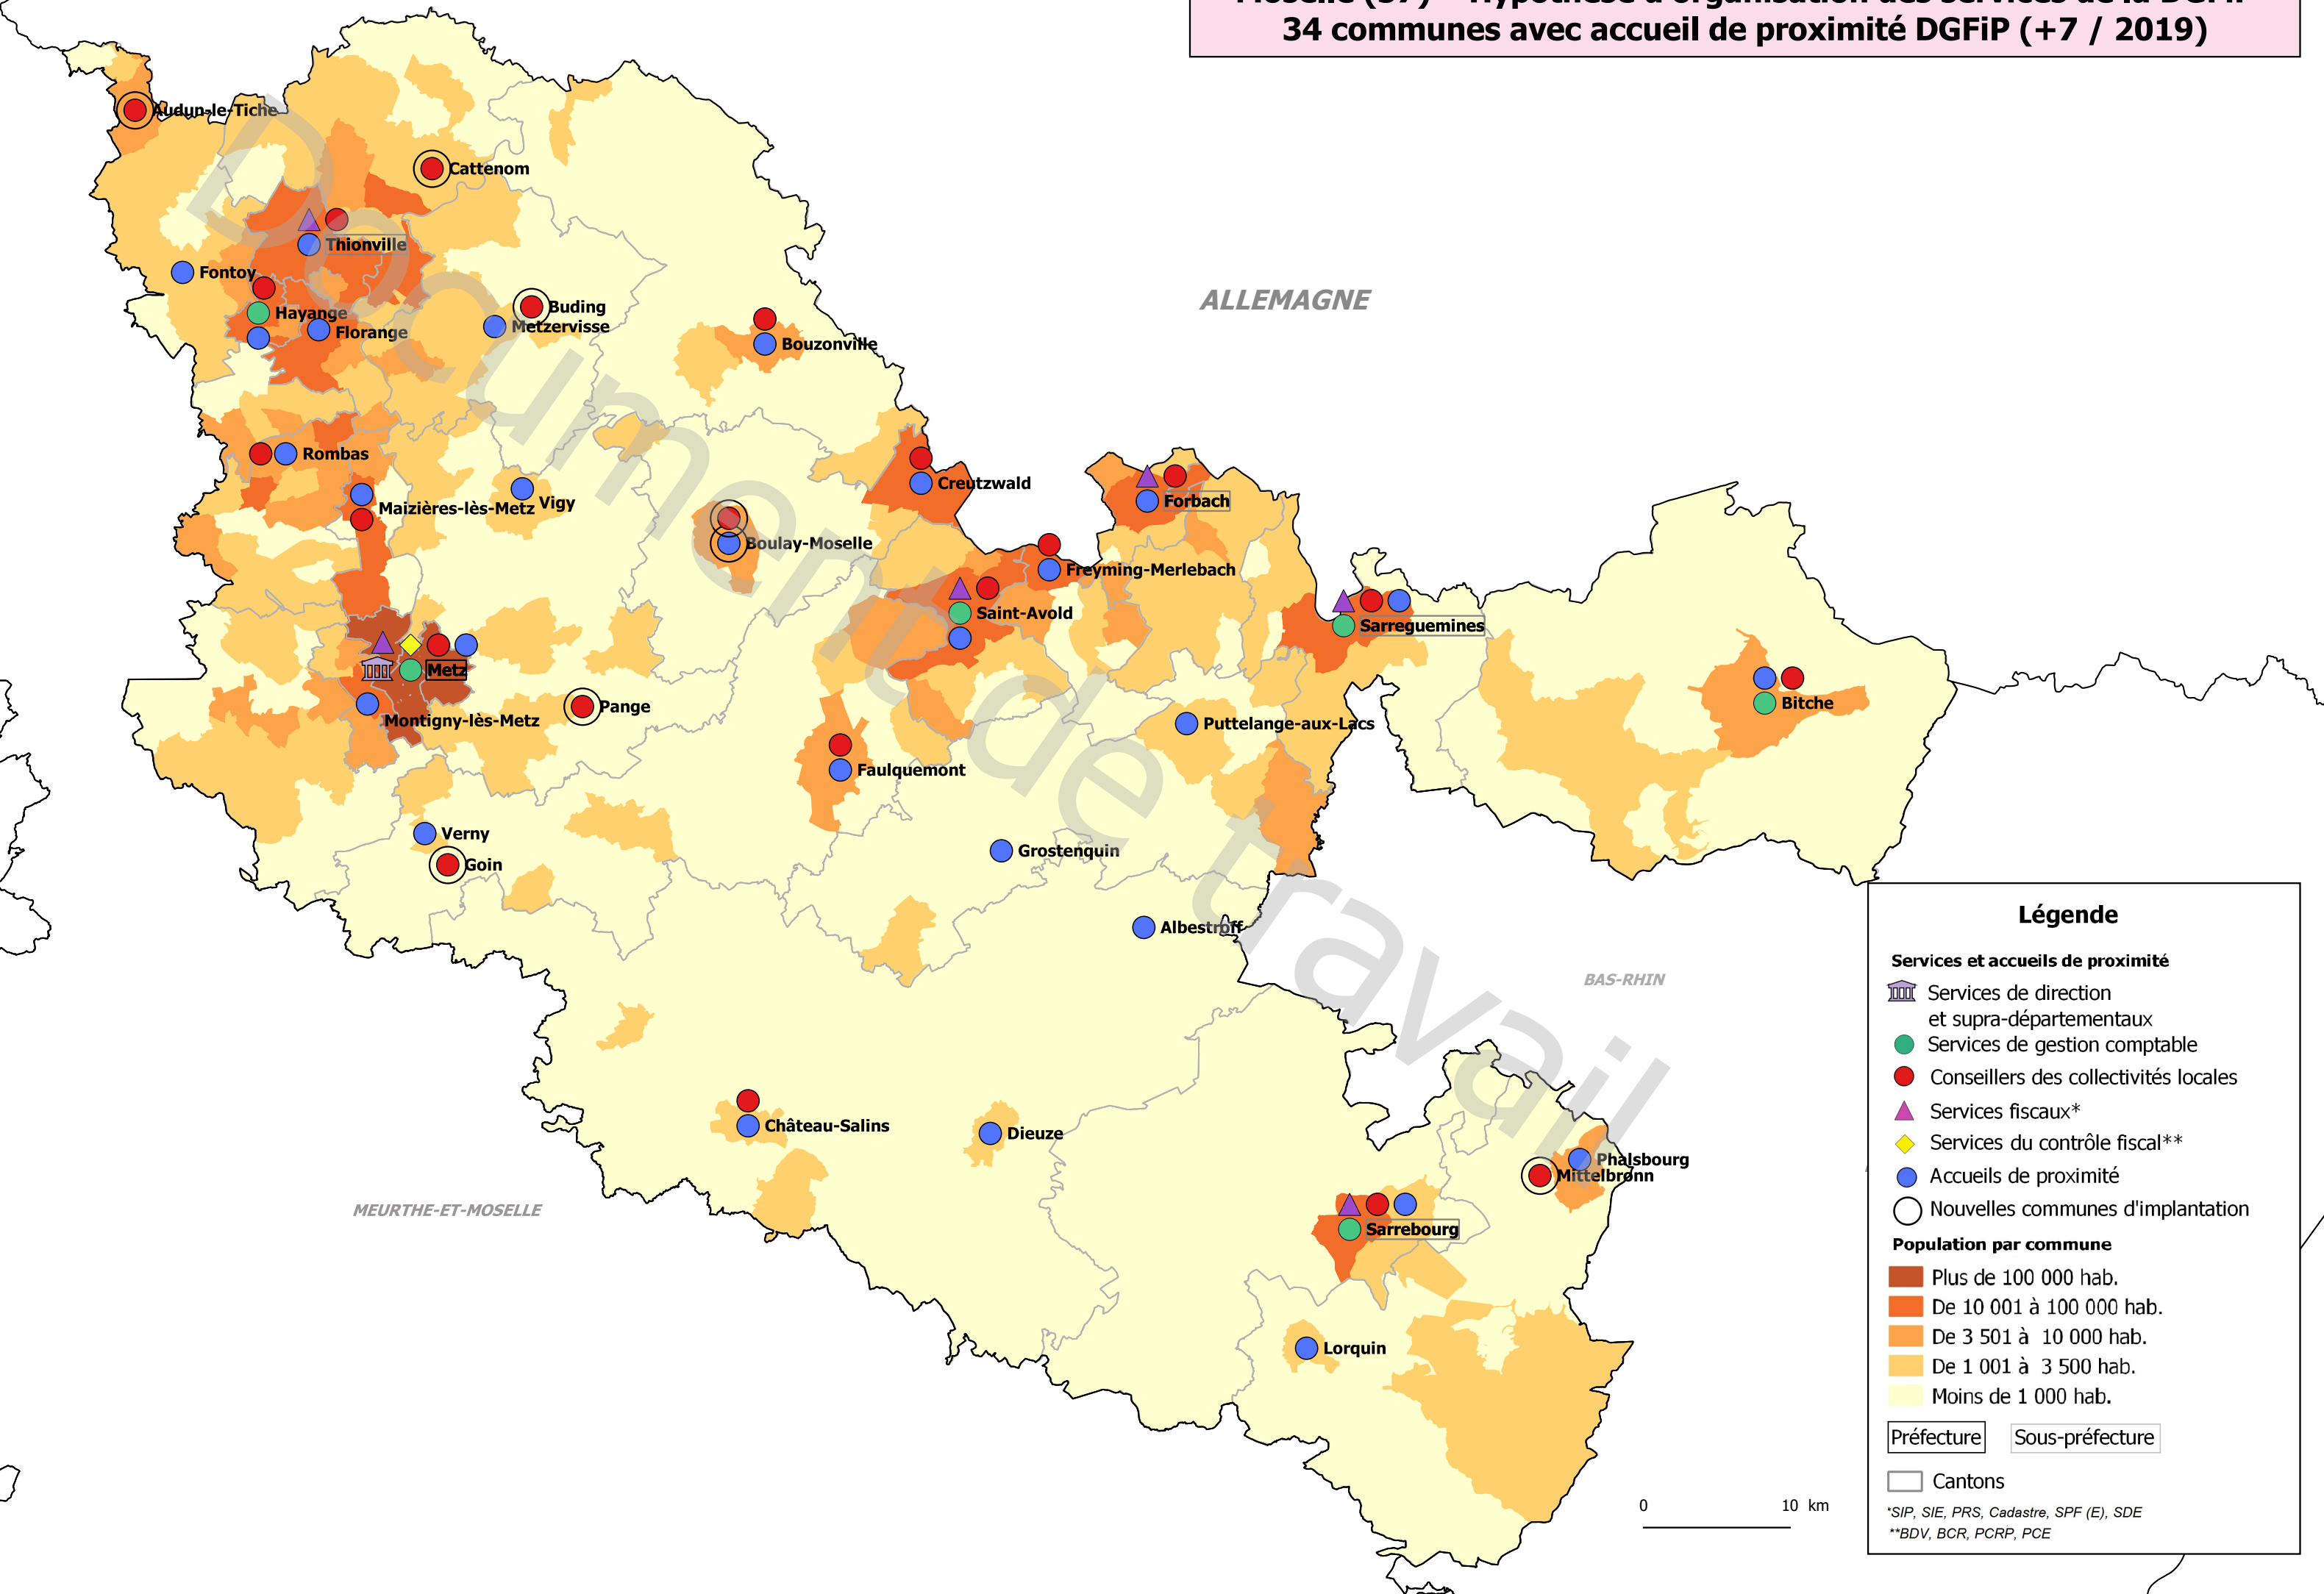 34 communes avec accueil de proximité DGFiP (+7 / 2019)
Audun-le-Tiche
Cattenom
Thionville
Fontoy
ALLEMAGNE
Buding
Hayange
Metzervisse
Florange
Bouzonville
Rombas
Creutzwald
Forbach
Vigy
Maizières-lès-Metz
Boulay-Moselle
Freyming-Merlebach
Saint-Avold
Sarreguemines
Metz
Bitche
Pange
Montigny-lès-Metz
Puttelange-aux-Lacs
Faulquemont
Verny
Grostenquin
Goin
Albestroff
BAS-RHIN
Château-Salins
Dieuze
Phalsbourg
Mittelbronn
MEURTHE-ET-MOSELLE
Sarrebourg
Lorquin
Document de travail
Légende
Services et accueils de proximité
Services de direction
et supra-départementaux
Services de gestion comptable
Conseillers des collectivités locales
Services fiscaux*
Services du contrôle fiscal**
Accueils de proximité
Nouvelles communes d'implantation
Population par commune
Plus de 100 000 hab.
De 10 001 à 100 000 hab.
De 3 501 à 10 000 hab.
De 1 001 à 3 500 hab.
Moins de 1 000 hab.
Préfecture Sous-préfecture
Cantons
*SIP, SIE, PRS, Cadastre, SPF (E), SDE
**BDV, BCR, PCRP, PCE
0 10 km